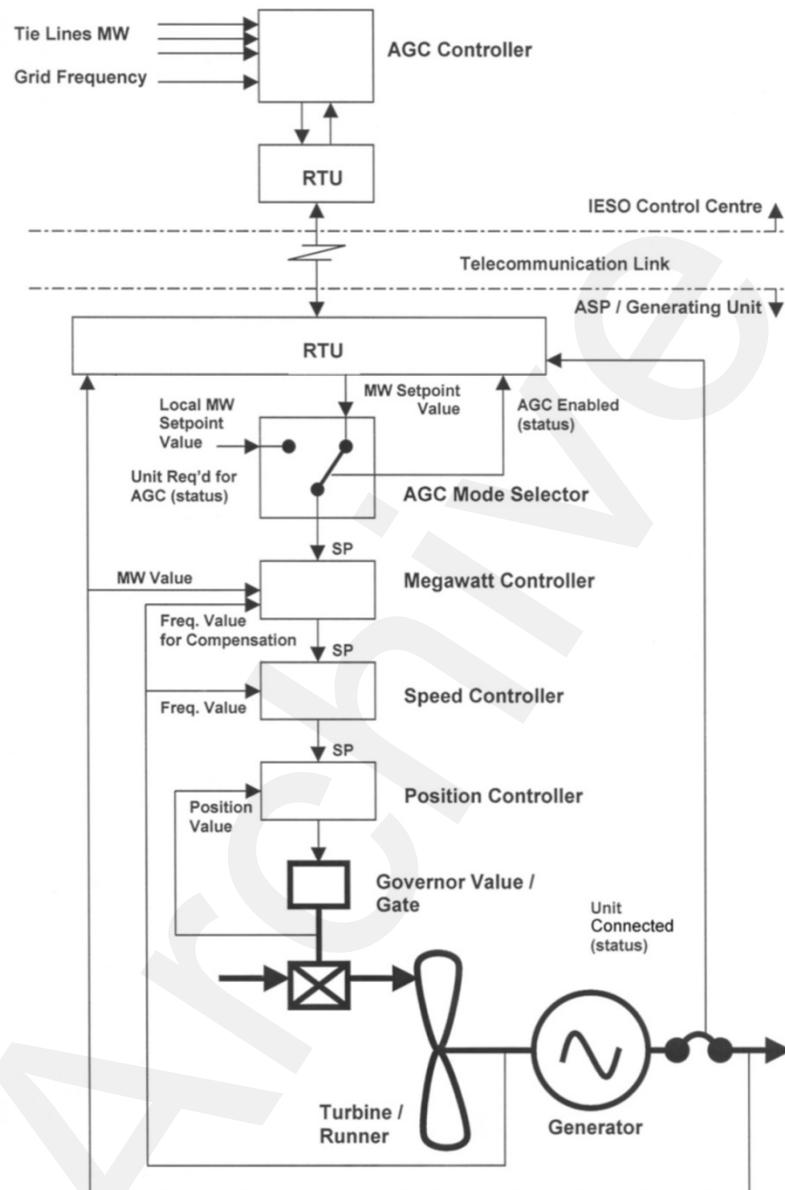 Tie Lines MW
AGC Controller
Grid Frequency
RTU
IESO Control Centre
Telecommunication Link
ASP / Generating Unit
RTU
MW Setpoint
Value
Local MW
Setpoint
Value
AGC Enabled
(status)
Unit Req'd for
AGC (status)
AGC Mode Selector
SP
MW Value
Megawatt Controller
Freq. Value
for Compensation
SP
Speed Controller
Freq. Value
SP
Position Controller
Position
Value
Governor Value /
Gate
Unit
Connected
(status)
Turbine /
Runner
Generator
Archive